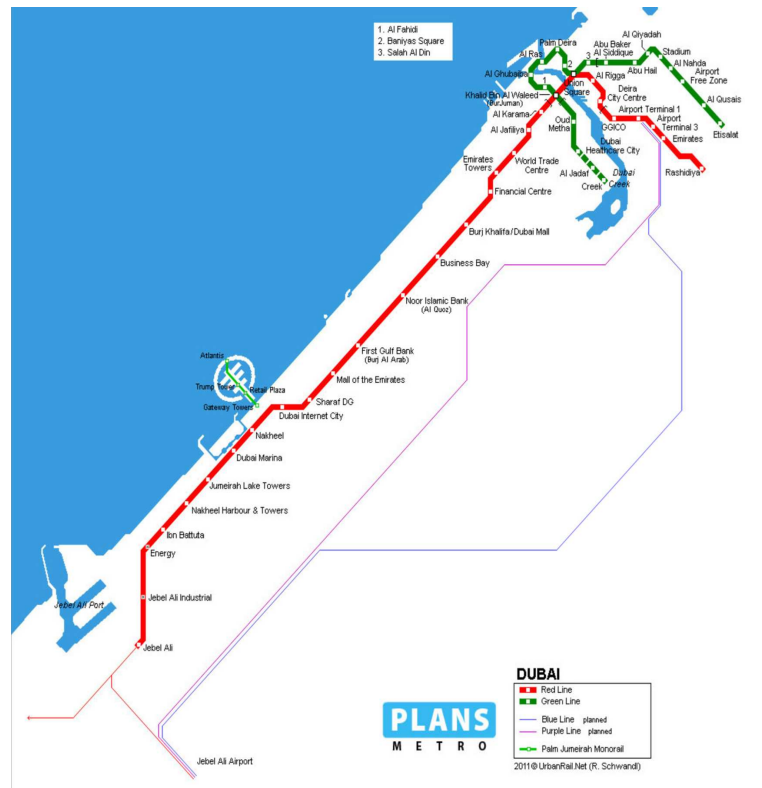 1. Al Fahidi
2. Baniyas Square
3. Salah Al Din
Al Qiyadah
Palm Deira
Abu Baker
Al Siddique
Stadium
Al Ras
2
3
Al Nahda
Abu Hail
Airport
Free Zone
Al Ghubaiba
1
Union
Square
Al Rigga
Khalid Bin Al Waleed
(BurJuman)
Deira
City Centre
Al Qusais
Al Karama
Airport Terminal 1
Oud
Metha
GGICO
Airport
Terminal 3
Etisalat
Al Jafiliya
Emirates
Dubai
Healthcare City
Emirates
Towers
World Trade
Centre
Al Jadaf
Dubai
Creek
Rashidiya
Creek
Financial Centre
Burj Khalifa/Dubai Mall
Business Bay
Noor Islamic Bank
(Al Quoz)
First Gulf Bank
(Burj Al Arab)
Atlantis
Mall of the Emirates
Trump Tower
Retail Plaza
Sharaf DG
Gateway Towers
Dubai Internet City
Nakheel
Dubai Marina
Jumeirah Lake Towers
Nakheel Harbour & Towers
Ibn Battuta
Energy
Jebel Ali Industrial
Jebel Ali Port
Jebel Ali
Jebel Ali Airport
PLANS
METRO
DUBAI
Red Line
Green Line
Blue Line planned
Purple Line planned
Palm Jumeirah Monorail
2011@UrbanRail.Net (R. Schwandl)